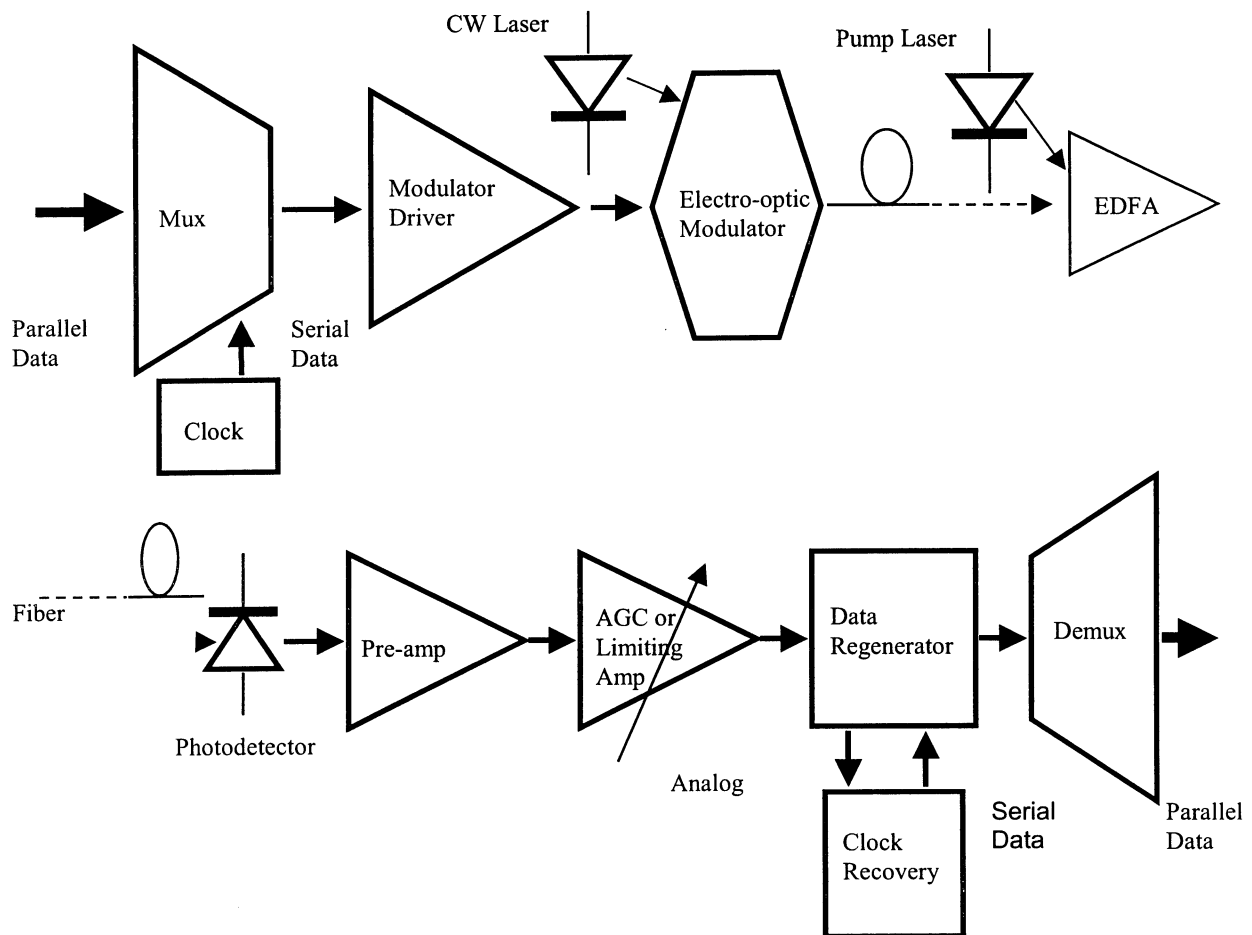 CW Laser
Pump Laser
Mux
Modulator
Driver
Electro-optic
Modulator
EDFA
Parallel
Data
Serial
Data
Clock
Fiber
Pre-amp
AGC or
Limiting
Amp
Data
Regenerator
Demux
Photodetector
Analog
Clock
Recovery
Serial
Data
Parallel
Data